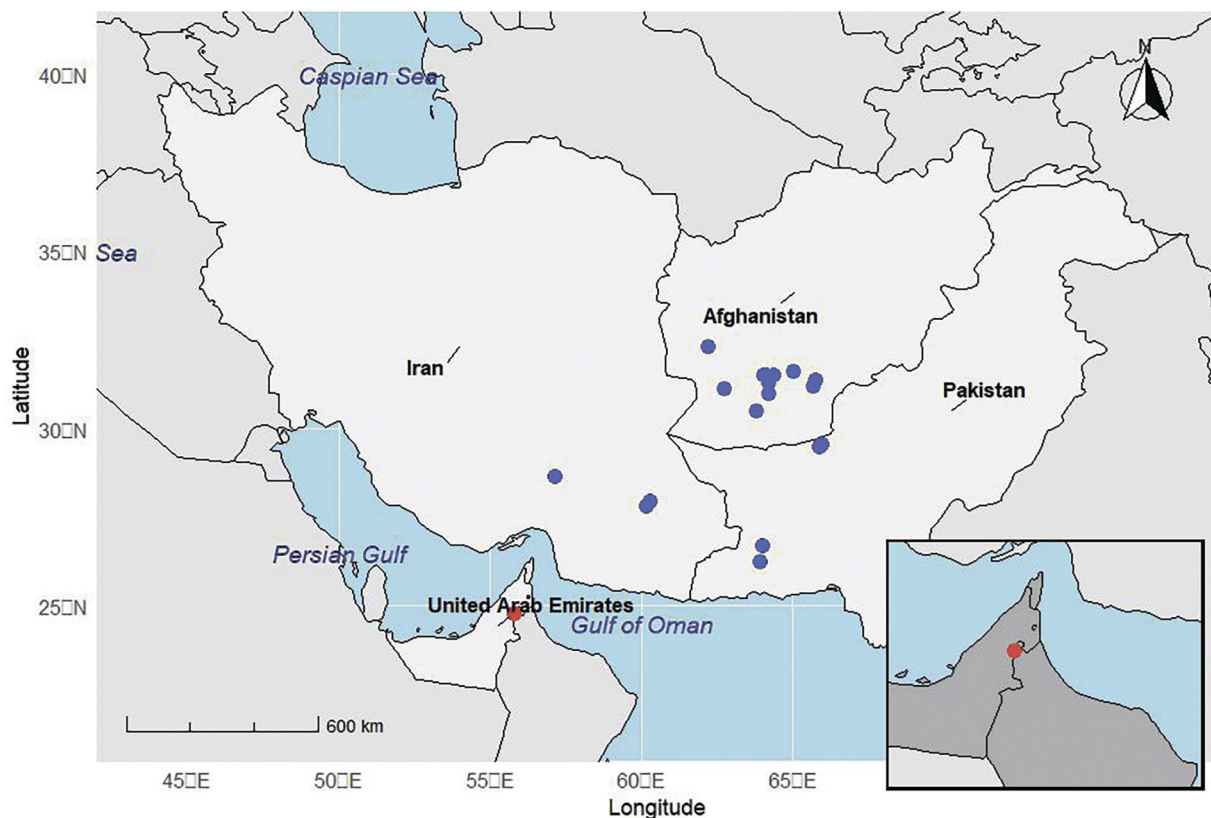 N
40□N
Caspian Sea
35□N
Sea
Afghanistan
Iran
Pakistan
Latitude
30□N
Persian Gulf
25□N
United Arab Emirates
Gulf of Oman
600 km
45□E
50□E
55□E
60□E
65□E
Longitude